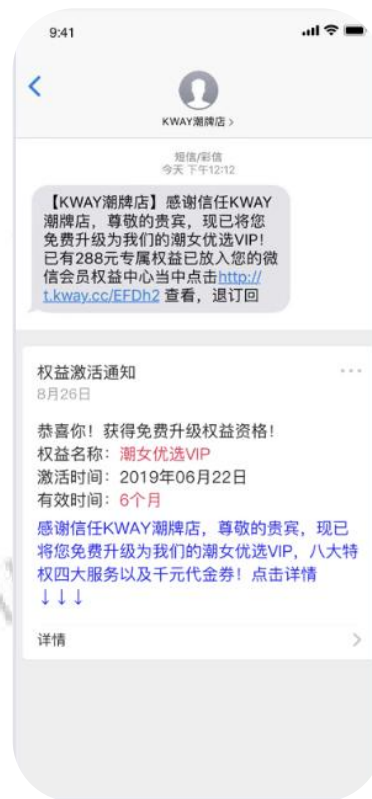 9:41
KWAY潮牌店 >
短信/彩信
今天 下午12:12
【KWAY潮牌店】感谢信任KWAY
潮牌店，尊敬的贵宾，现已将您
免费升级为我们的潮女优选VIP！
已有288元专属权益已放入您的微
信会员权益中心当中点击http://
t.kway.cc/EFDh2 查看，退订回
权益激活通知
8月26日
恭喜你！获得免费升级权益资格！
权益名称：潮女优选VIP
激活时间：2019年06月22日
有效时间：6个月
感谢信任KWAY潮牌店，尊敬的贵宾，现已
将您免费升级为我们的潮女优选VIP，八大特
权四大服务以及千元代金券！点击详情
↓↓↓
详情